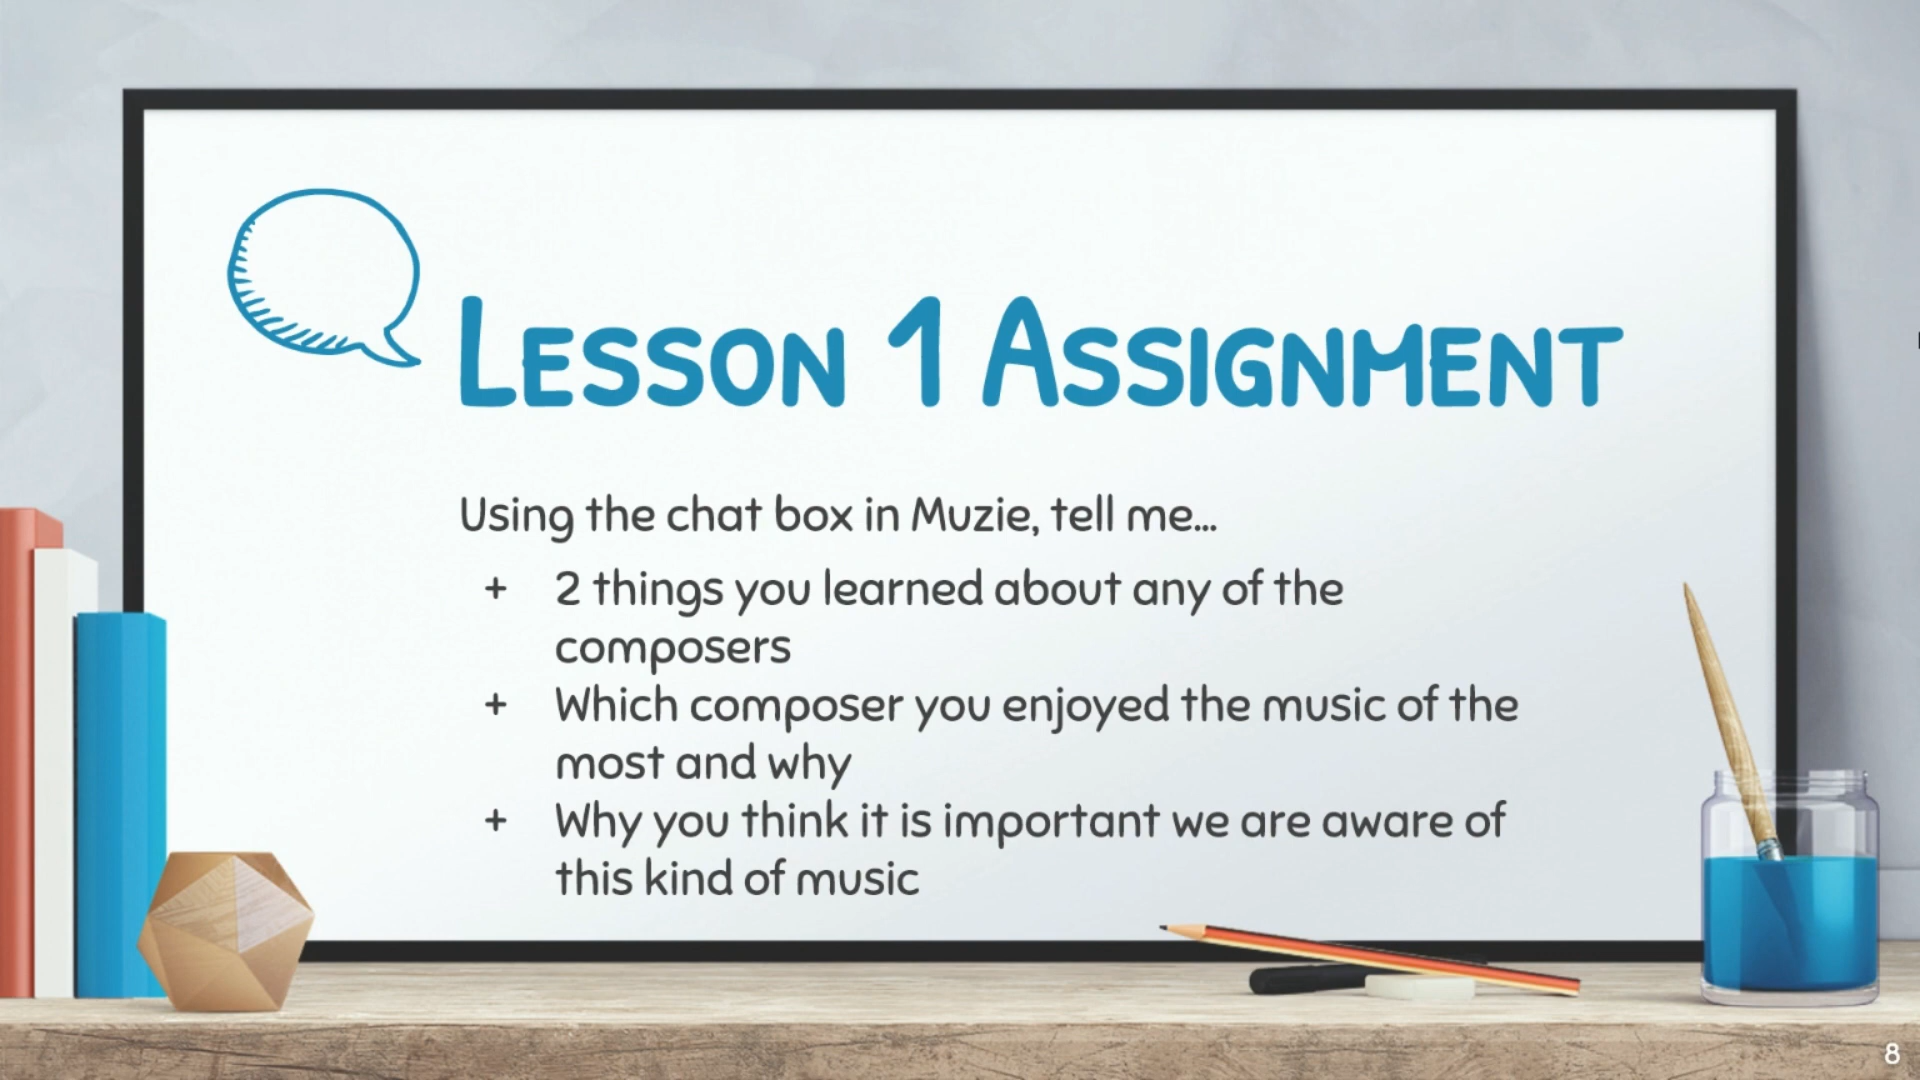 Lesson 1 Assignment
Using the chat box in Muzie, tell me...
+ 2 things you learned about any of the
composers
+ Which composer you enjoyed the music of the
most and why
+ Why you think it is important we are aware of
this kind of music
8